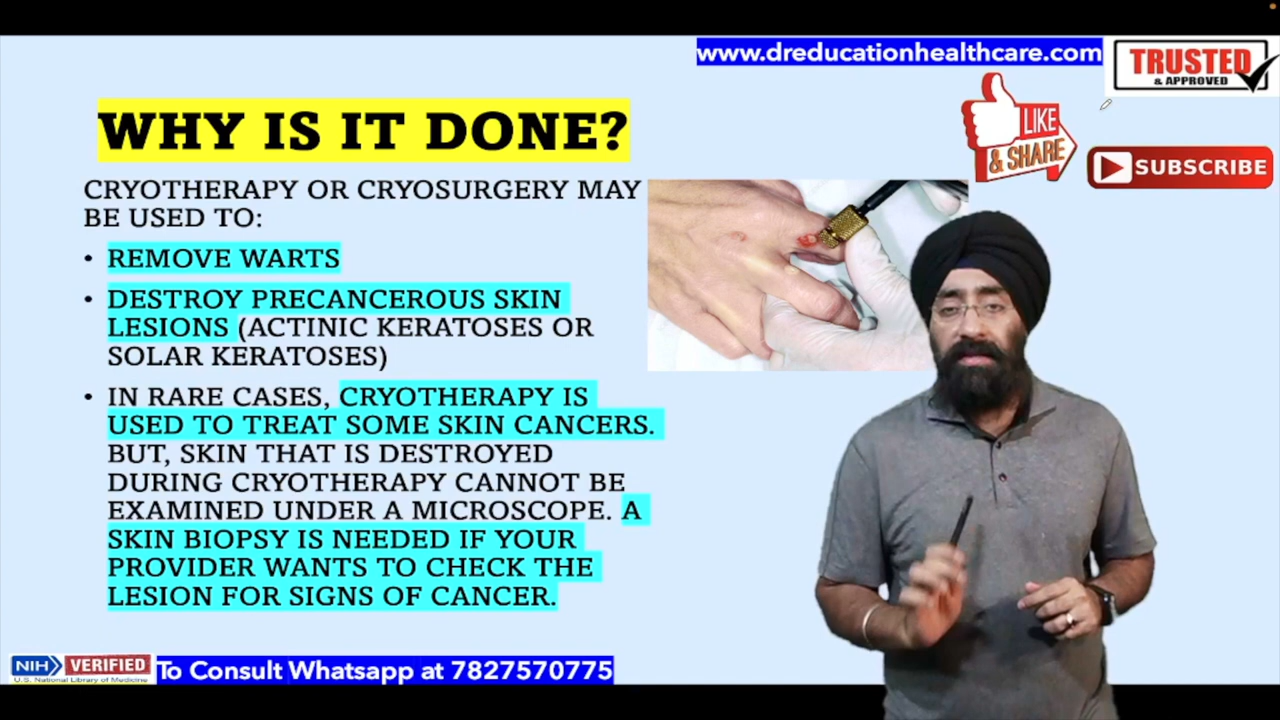 www.dreducationhealthcare.com
TRUSTED
& APPROVED
LIKE
& SHARE
SUBSCRIBE
WHY IS IT DONE?
CRYOTHERAPY OR CRYOSURGERY MAY
BE USED TO:
• REMOVE WARTS
• DESTROY PRECANCEROUS SKIN
LESIONS (ACTINIC KERATOSES OR
SOLAR KERATOSES)
• IN RARE CASES, CRYOTHERAPY IS
USED TO TREAT SOME SKIN CANCERS.
BUT, SKIN THAT IS DESTROYED
DURING CRYOTHERAPY CANNOT BE
EXAMINED UNDER A MICROSCOPE. A
SKIN BIOPSY IS NEEDED IF YOUR
PROVIDER WANTS TO CHECK THE
LESION FOR SIGNS OF CANCER.
NIH VERIFIED
U.S. National Library of Medicine
To Consult Whatsapp at 7827570775